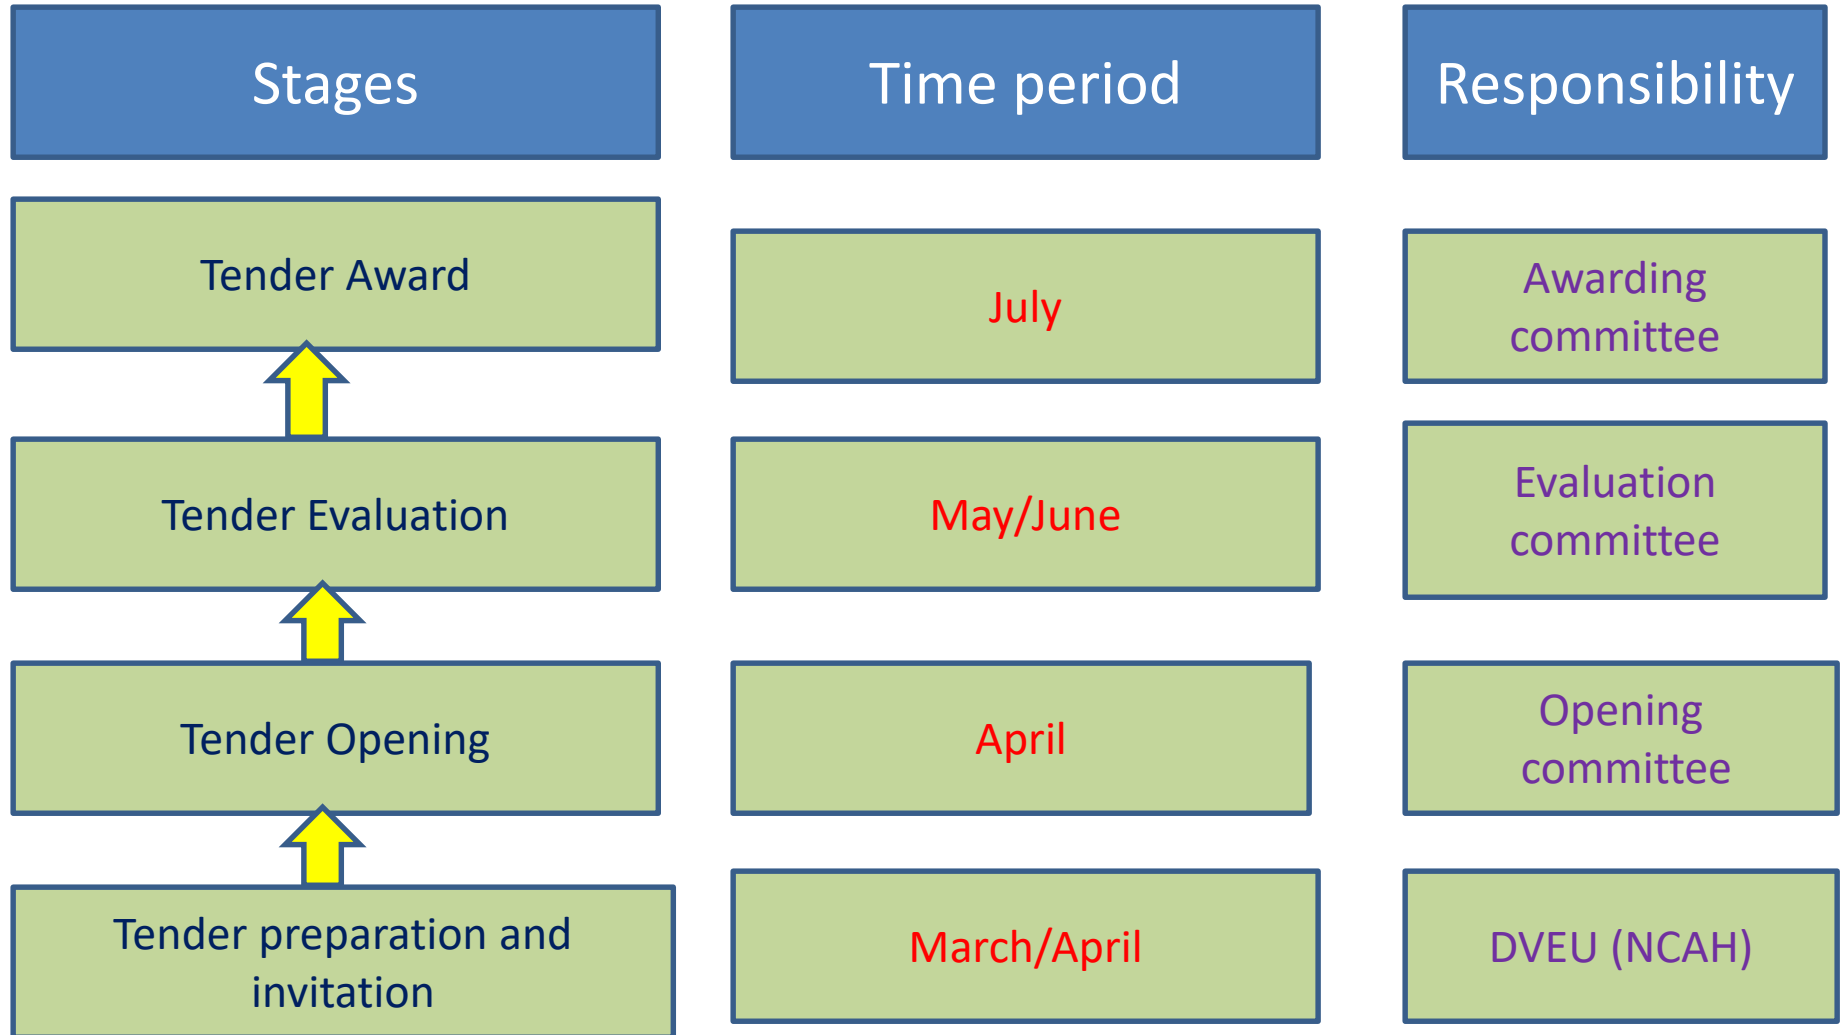 Stages
Time period
Responsibility
Tender Award
July
Awarding
committee
Tender Evaluation
May/June
Evaluation
committee
Tender Opening
April
Opening
committee
Tender preparation and
invitation
March/April
DVEU (NCAH)